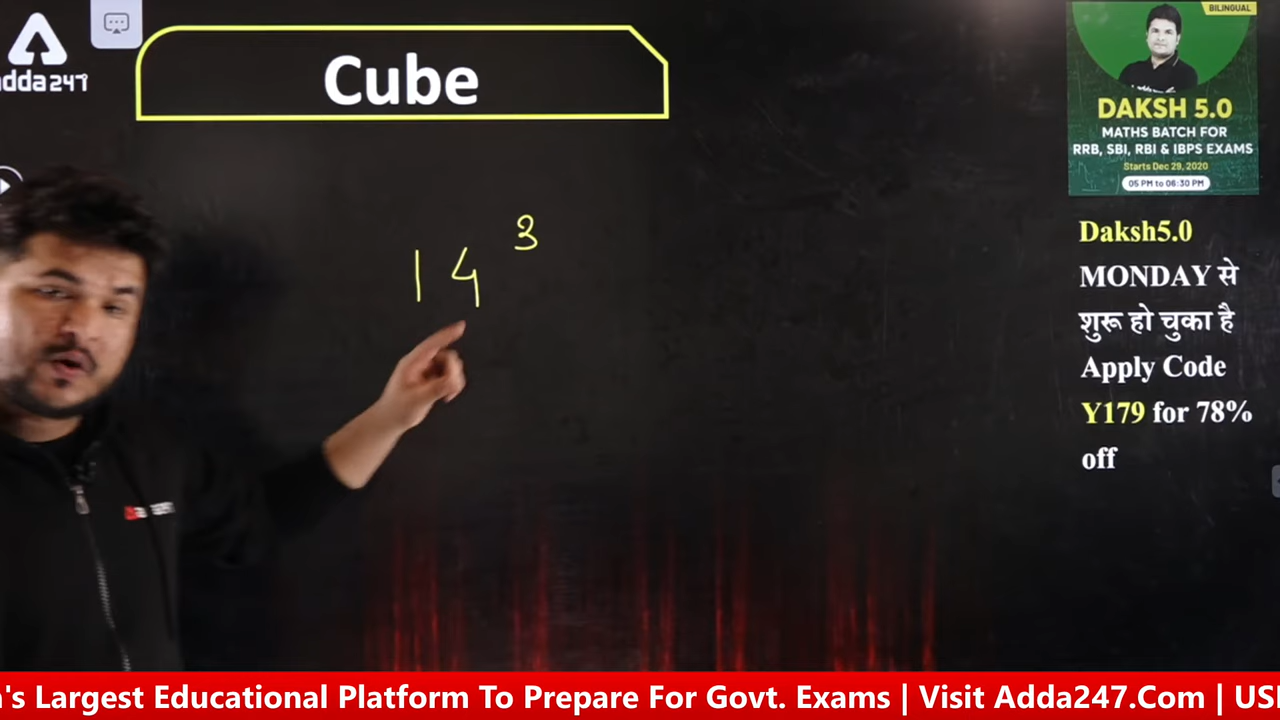 adda247
Cube
14³
BILINGUAL
DAKSH 5.0
MATHS BATCH FOR
RRB, SBI, RBI & IBPS EXAMS
Starts Dec 29, 2020
05 PM to 06:30 PM
Daksh5.0
MONDAY से
शुरू हो चुका है
Apply Code
Y179 for 78%
off
a's Largest Educational Platform To Prepare For Govt. Exams | Visit Adda247.Com | US